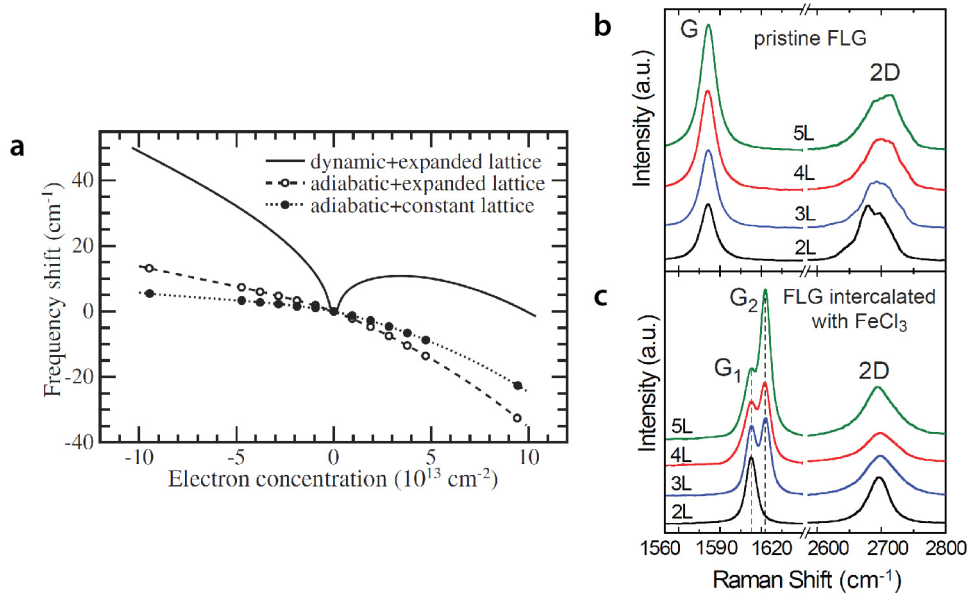 a
Frequency shift (cm-1)
40
20
0
-20
-40
dynamic+expanded lattice
adiabatic+expanded lattice
adiabatic+constant lattice
-10
-5
0
5
10
Electron concentration (10¹³ cm⁻²)
b
G
pristine FLG
2D
5L
4L
3L
2L
Intensity (a.u.)
c
G₂
FLG intercalated
with FeCl₃
G₁
2D
5L
4L
3L
2L
Intensity (a.u.)
1560 1590 1620 2600 2700 2800
Raman Shift (cm⁻¹)